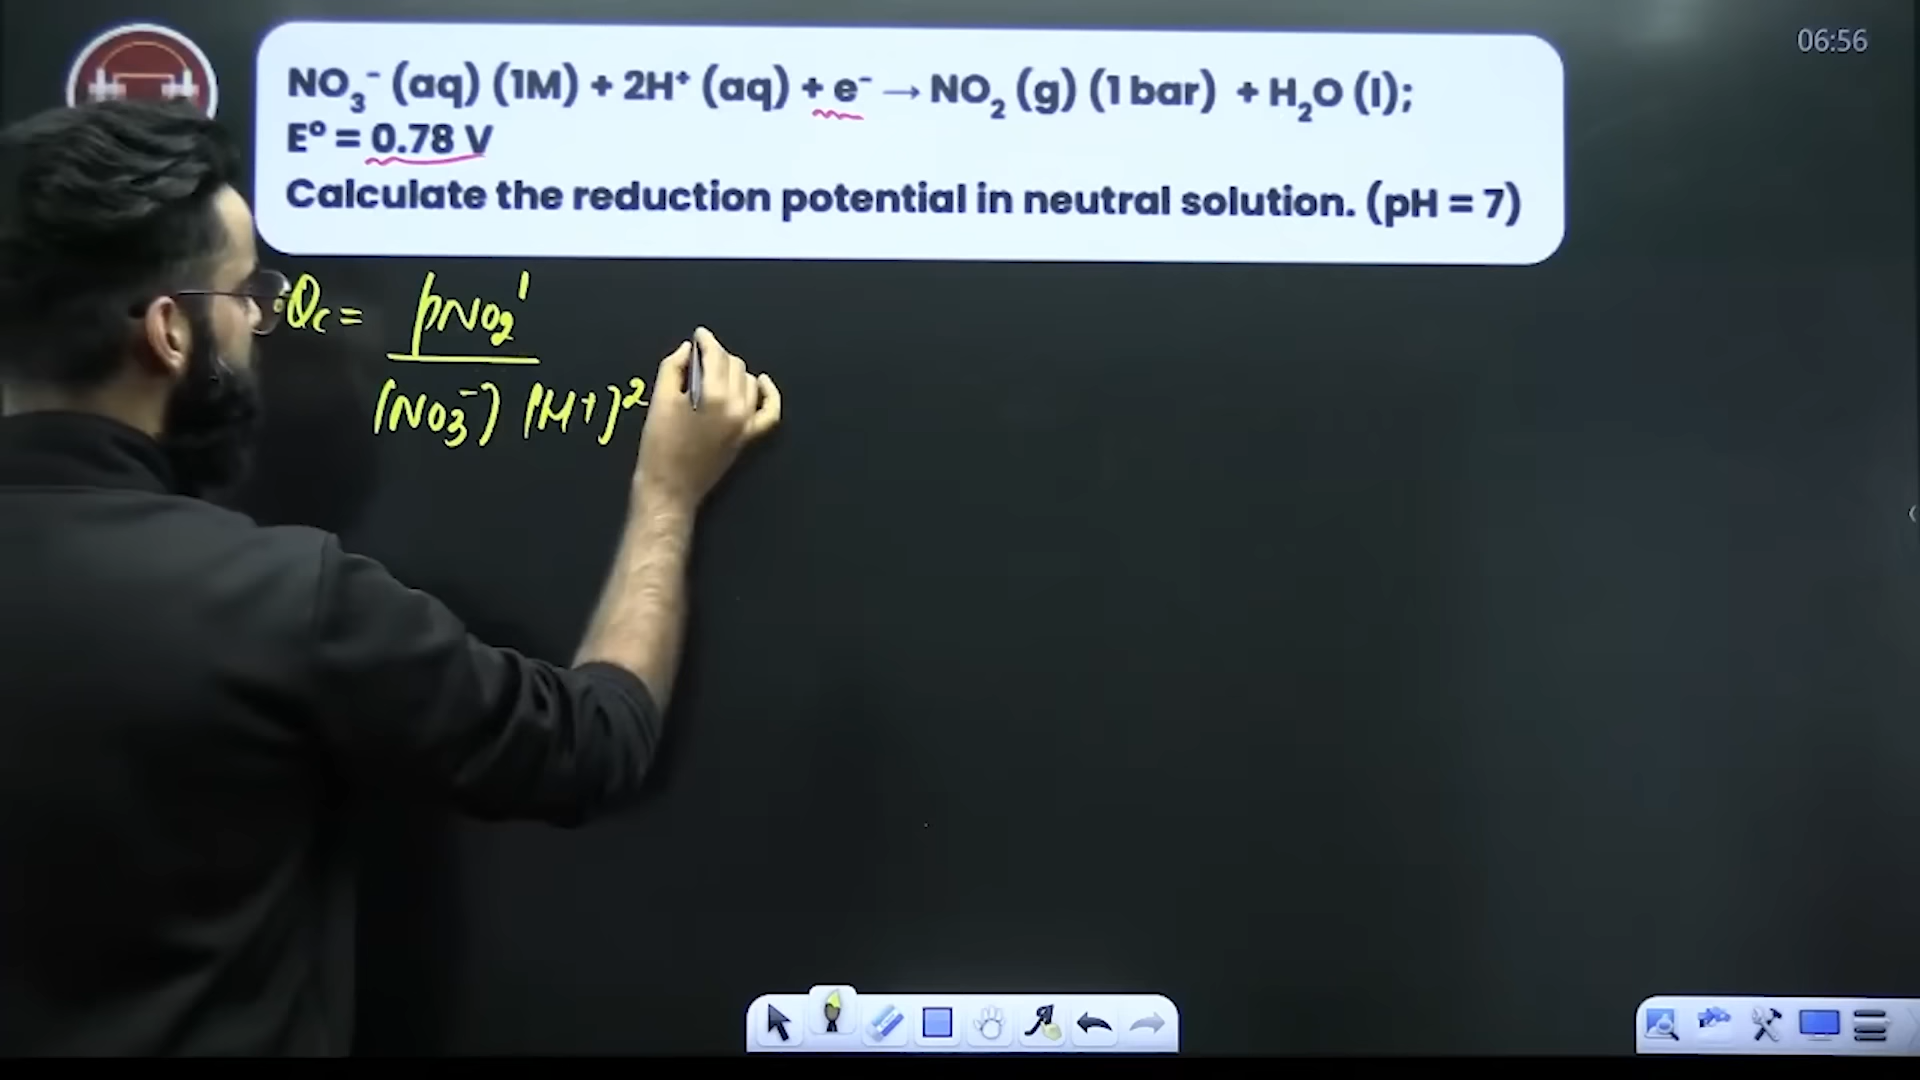 06:56
NO₃⁻ (aq) (1M) + 2H⁺ (aq) + e⁻ → NO₂ (g) (1 bar) + H₂O (l);
E° = 0.78 V
Calculate the reduction potential in neutral solution. (pH = 7)
Qc = pNO₂¹
[NO₃⁻] [H+]²